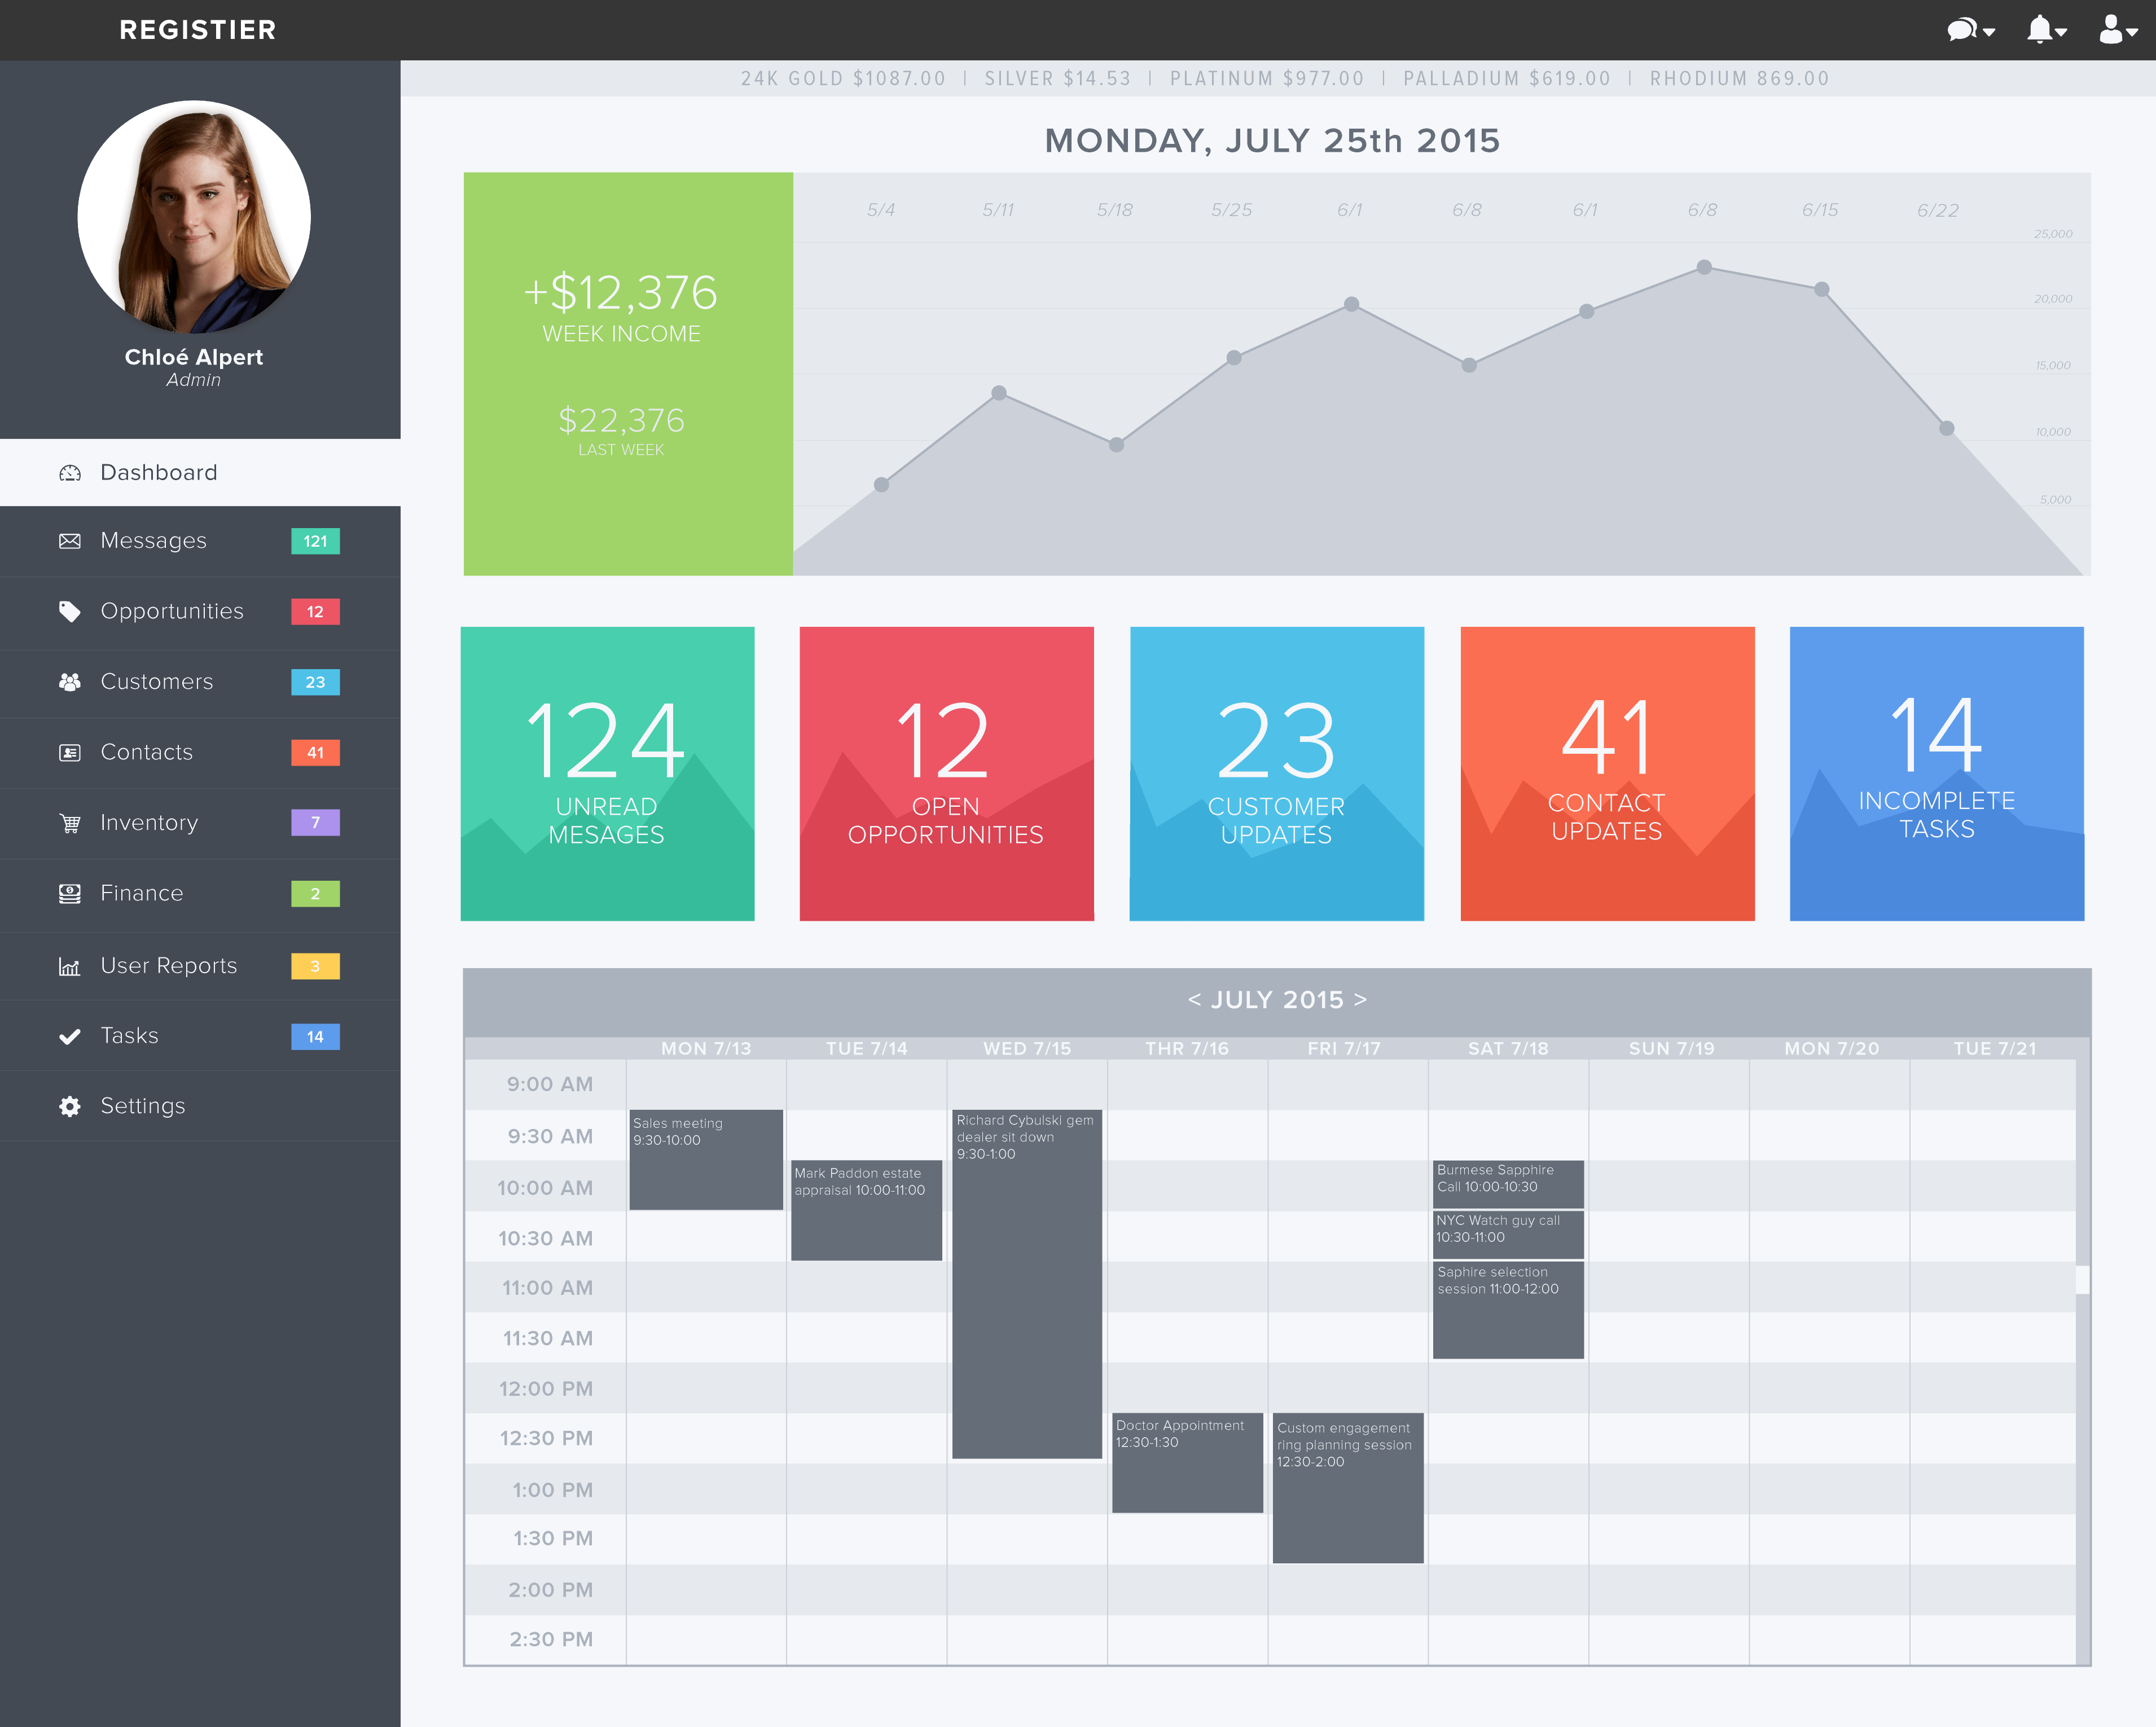 REGISTIER
24K GOLD $1087.00 | SILVER $14.53 | PLATINUM $977.00 | PALLADIUM $619.00 | RHODIUM 869.00
Chloé Alpert
Admin
Dashboard
Messages 121
Opportunities 12
Customers 23
Contacts 41
Inventory 7
Finance 2
User Reports 3
Tasks 14
Settings
MONDAY, JULY 25th 2015
+$12,376
WEEK INCOME
$22,376
LAST WEEK
5/4 5/11 5/18 5/25 6/1 6/8 6/1 6/8 6/15 6/22
25,000
20,000
15,000
10,000
5,000
124
UNREAD
MESAGES
12
OPEN
OPPORTUNITIES
23
CUSTOMER
UPDATES
41
CONTACT
UPDATES
14
INCOMPLETE
TASKS
< JULY 2015 >
MON 7/13 TUE 7/14 WED 7/15 THR 7/16 FRI 7/17 SAT 7/18 SUN 7/19 MON 7/20 TUE 7/21
9:00 AM
9:30 AM
10:00 AM
10:30 AM
11:00 AM
11:30 AM
12:00 PM
12:30 PM
1:00 PM
1:30 PM
2:00 PM
2:30 PM
Sales meeting
9:30-10:00
Mark Paddon estate
appraisal 10:00-11:00
Richard Cybulski gem
dealer sit down
9:30-1:00
Doctor Appointment
12:30-1:30
Custom engagement
ring planning session
12:30-2:00
Burmese Sapphire
Call 10:00-10:30
NYC Watch guy call
10:30-11:00
Saphire selection
session 11:00-12:00